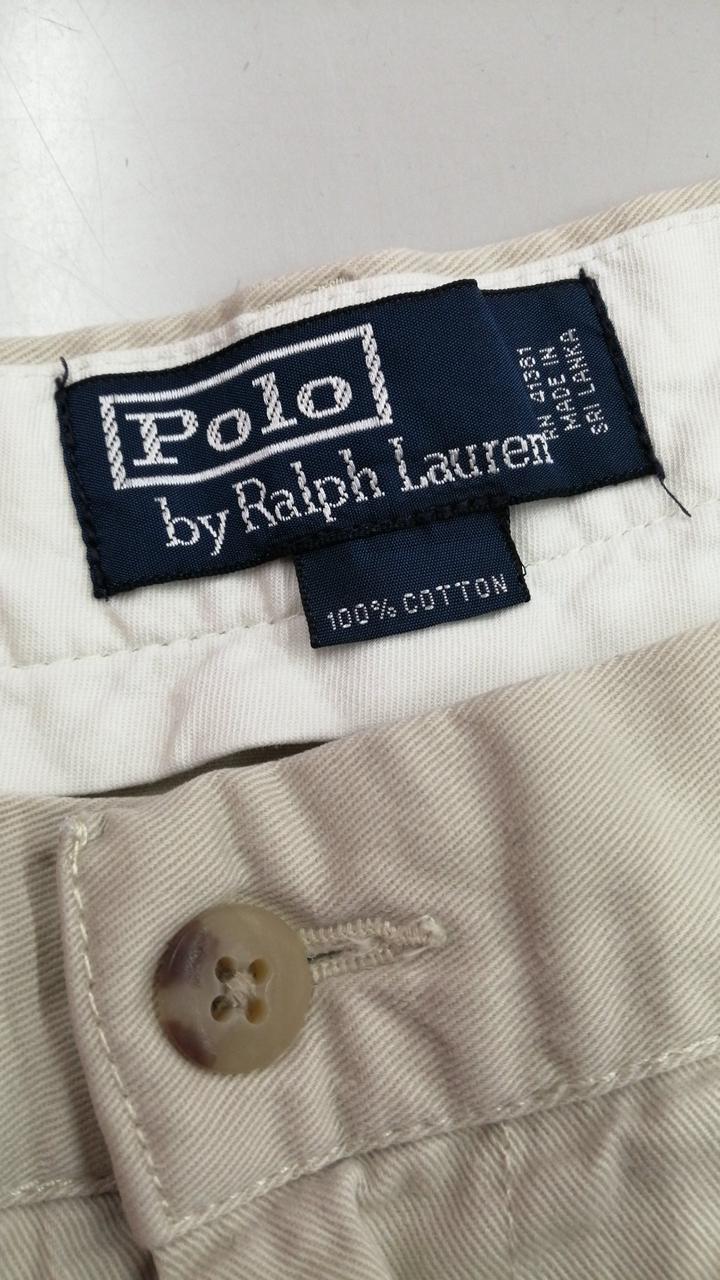 Polo
by Ralph Lauren
RN 41381
MADE IN
SRI LANKA
100% COTTON